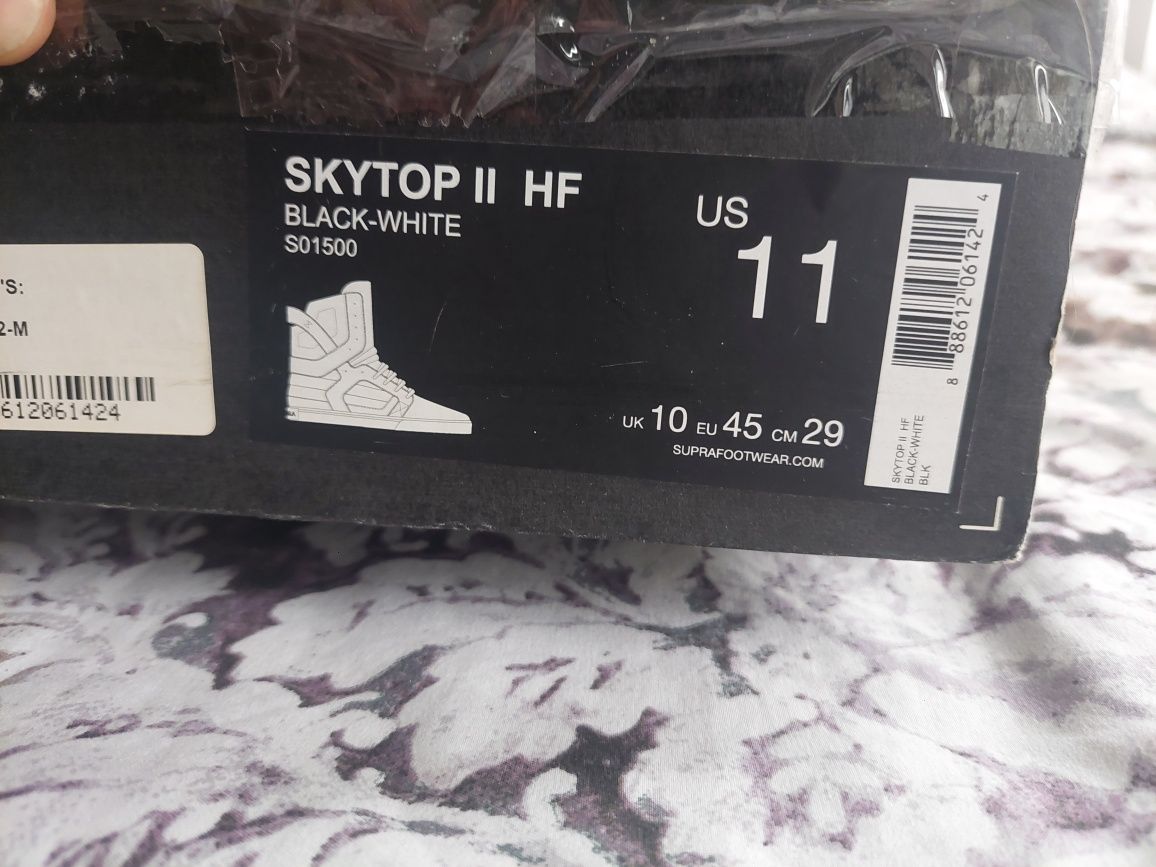 SKYTOP II HF
BLACK-WHITE
S01500
US
11
UK 10 EU 45 CM 29
SUPRAFOOTWEAR.COM
8 88612 06142 4
SKYTOP II HF
BLACK-WHITE
BLK
'S:
2-M
612061424